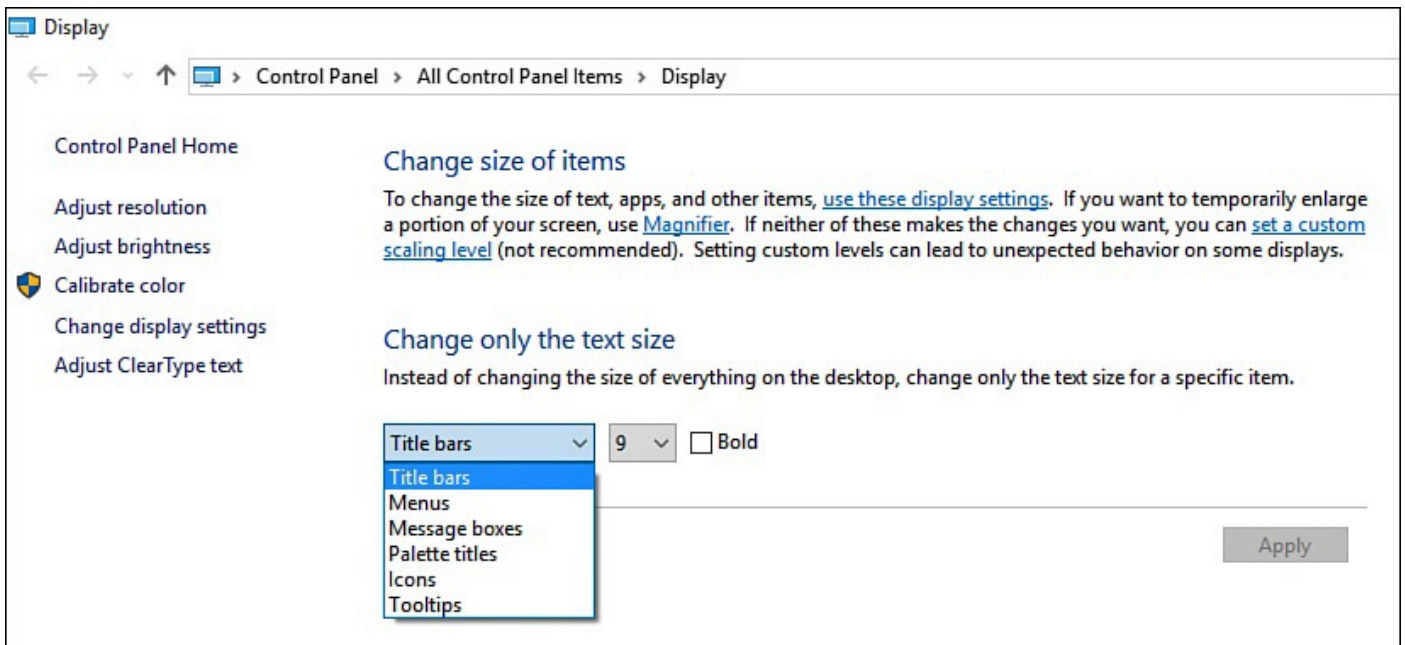 Display
Control Panel > All Control Panel Items > Display
Control Panel Home
Adjust resolution
Adjust brightness
Calibrate color
Change display settings
Adjust ClearType text
Change size of items
To change the size of text, apps, and other items, use these display settings. If you want to temporarily enlarge
a portion of your screen, use Magnifier. If neither of these makes the changes you want, you can set a custom
scaling level (not recommended). Setting custom levels can lead to unexpected behavior on some displays.
Change only the text size
Instead of changing the size of everything on the desktop, change only the text size for a specific item.
Title bars 9 Bold
Title bars
Menus
Message boxes
Palette titles
Icons
Tooltips
Apply